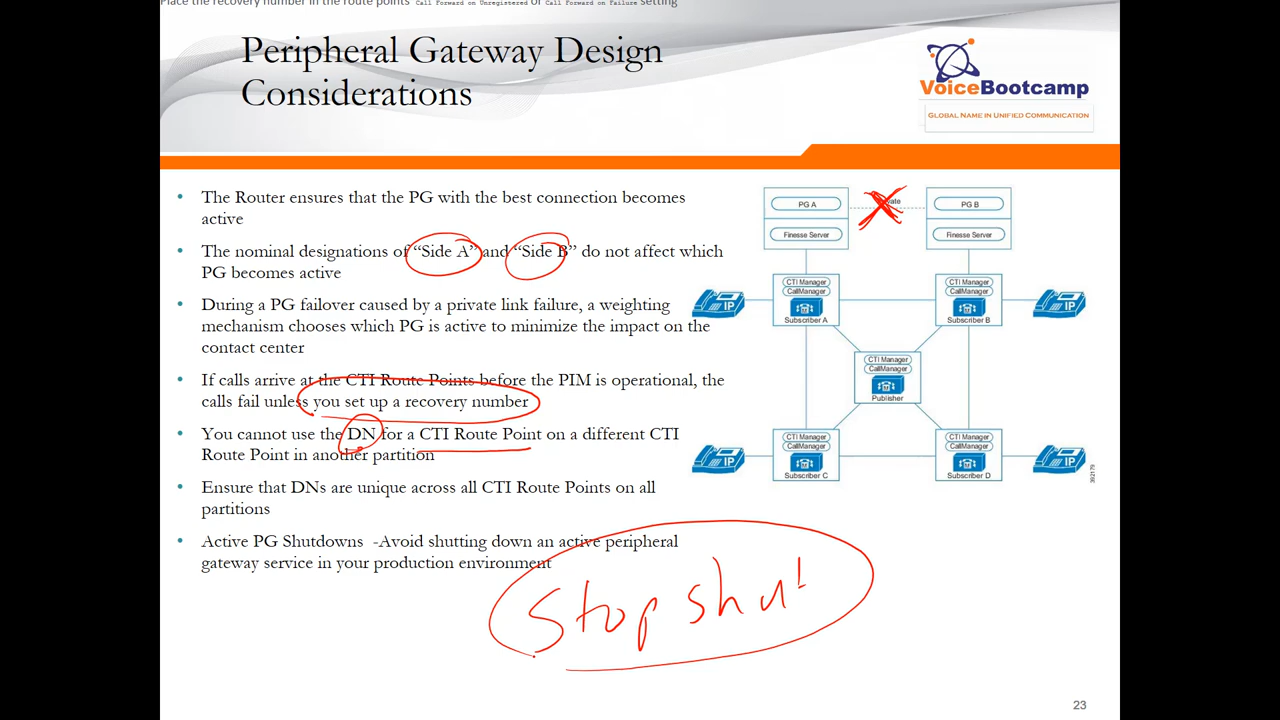 Place the recovery number in the route points Call Forward on Unregistered or Call Forward on Failure setting
Peripheral Gateway Design
Considerations
VoiceBootcamp
GLOBAL NAME IN UNIFIED COMMUNICATION
• The Router ensures that the PG with the best connection becomes
active
• The nominal designations of “Side A” and “Side B” do not affect which
PG becomes active
• During a PG failover caused by a private link failure, a weighting
mechanism chooses which PG is active to minimize the impact on the
contact center
• If calls arrive at the CTI Route Points before the PIM is operational, the
calls fail unless you set up a recovery number
• You cannot use the DN for a CTI Route Point on a different CTI
Route Point in another partition
• Ensure that DNs are unique across all CTI Route Points on all
partitions
• Active PG Shutdowns -Avoid shutting down an active peripheral
gateway service in your production environment
PG A
PG B
Finesse Server
Finesse Server
CTI Manager
CallManager
Subscriber A
CTI Manager
CallManager
Subscriber B
IP
IP
CTI Manager
CallManager
Publisher
CTI Manager
CallManager
Subscriber C
CTI Manager
CallManager
Subscriber D
IP
IP
392179
Stop shut
23